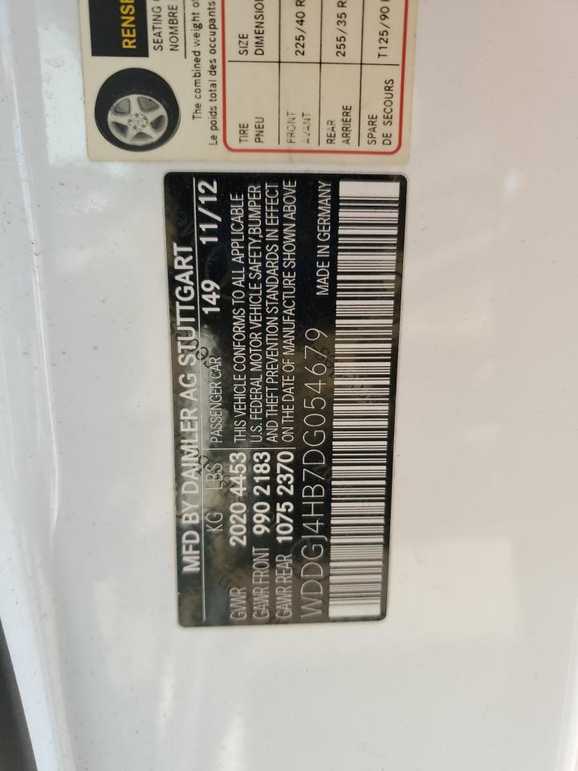 RENSE
SEATING
NOMBRE
The combined weight of
Le poids total des occupants
TIRE
PNEU
SIZE
DIMENSION
FRONT
AVANT
225/40 R
REAR
ARRIÈRE
255/35 R
SPARE
DE SECOURS
T125/90
MFD BY DAIMLER AG STUTTGART
KG LBS PASSENGER CAR 149 11/12
GVWR 2020 4453 THIS VEHICLE CONFORMS TO ALL APPLICABLE
GAWR FRONT 990 2183 U.S. FEDERAL MOTOR VEHICLE SAFETY,BUMPER
AND THEFT PREVENTION STANDARDS IN EFFECT
GAWR REAR 1075 2370 ON THE DATE OF MANUFACTURE SHOWN ABOVE
WDDGJ4HB7DG054679 MADE IN GERMANY